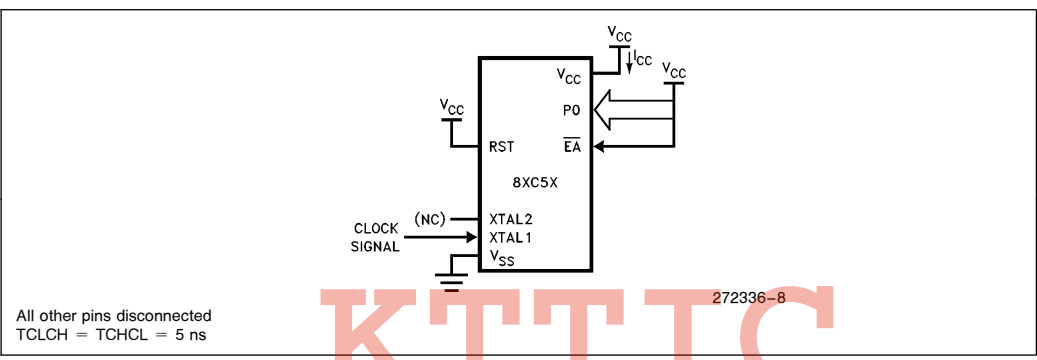 VCC
ICC
VCC
VCC
P0
VCC
RST
EA
8XC5X
(NC)
XTAL2
CLOCK
SIGNAL
XTAL1
VSS
272336–8
All other pins disconnected
TCLCH = TCHCL = 5 ns
KTTTC